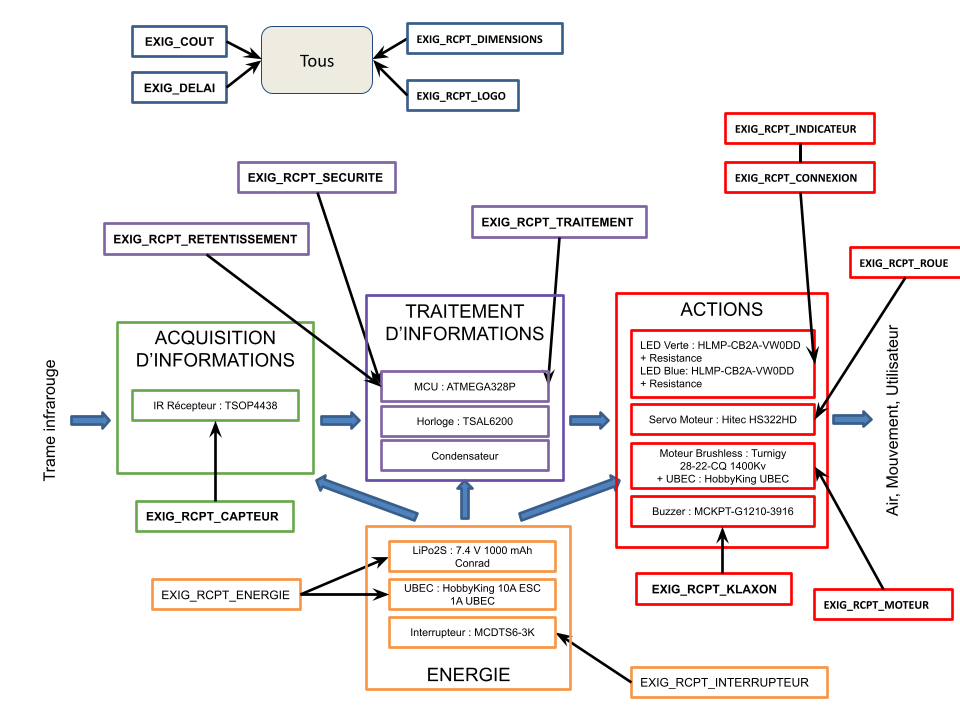 EXIG_COUT
EXIG_DELAI
Tous
EXIG_RCPT_DIMENSIONS
EXIG_RCPT_LOGO
EXIG_RCPT_INDICATEUR
EXIG_RCPT_CONNEXION
EXIG_RCPT_SECURITE
EXIG_RCPT_RETENTISSEMENT
EXIG_RCPT_TRAITEMENT
EXIG_RCPT_ROUE
Trame infrarouge
ACQUISITION
D'INFORMATIONS
IR Récepteur : TSOP4438
EXIG_RCPT_CAPTEUR
TRAITEMENT
D'INFORMATIONS
MCU : ATMEGA328P
Horloge : TSAL6200
Condensateur
ACTIONS
LED Verte : HLMP-CB2A-VW0DD
+ Resistance
LED Blue: HLMP-CB2A-VW0DD
+ Resistance
Servo Moteur : Hitec HS322HD
Moteur Brushless : Turnigy
28-22-CQ 1400Kv
+ UBEC : HobbyKing UBEC
Buzzer : MCKPT-G1210-3916
Air, Mouvement, Utilisateur
EXIG_RCPT_KLAXON
EXIG_RCPT_MOTEUR
EXIG_RCPT_ENERGIE
LiPo2S : 7.4 V 1000 mAh
Conrad
UBEC : HobbyKing 10A ESC
1A UBEC
Interrupteur : MCDTS6-3K
ENERGIE
EXIG_RCPT_INTERRUPTEUR